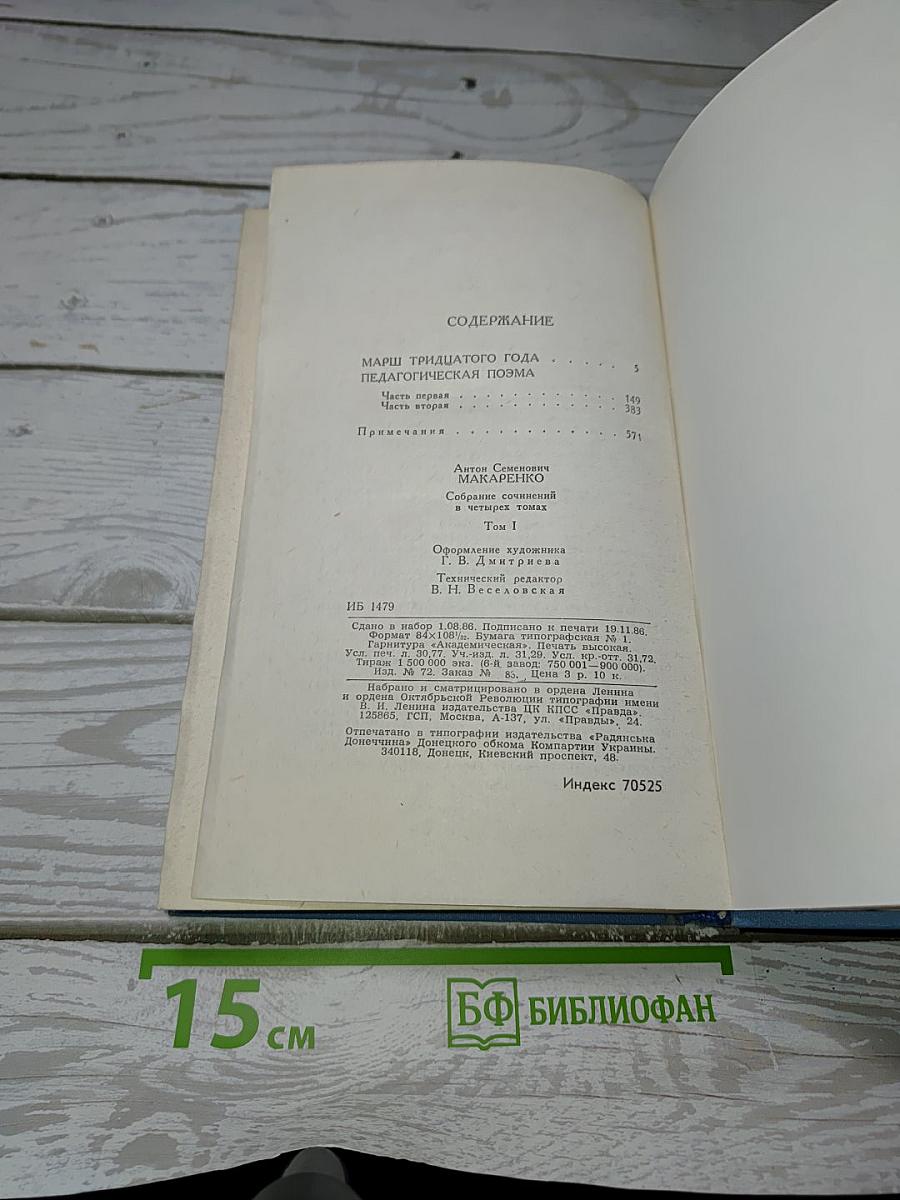 СОДЕРЖАНИЕ
МАРШ ТРИДЦАТОГО ГОДА . . . . . 5
ПЕДАГОГИЧЕСКАЯ ПОЭМА
Часть первая . . . . . . . . . . . . 149
Часть вторая . . . . . . . . . . . . 383
Примечания . . . . . . . . . . . . 571
Антон Семенович
МАКАРЕНКО
Собрание сочинений
в четырех томах
Том I
Оформление художника
Г. В. Дмитриева
Технический редактор
В. Н. Веселовская
ИБ 1479
Сдано в набор 1.08.86. Подписано к печати 19.11.86.
Формат 84×108¹/₃₂. Бумага типографская № 1.
Гарнитура «Академическая». Печать высокая.
Усл. печ. л. 30,77. Уч.-изд. л. 31,29. Усл. кр.-отт. 31,72.
Тираж 1 500 000 экз. (6-й завод: 750 001—900 000).
Изд. № 72. Заказ № 85. Цена 3 р. 10 к.
Набрано и сматрицировано в ордена Ленина
и ордена Октябрьской Революции типографии имени
В. И. Ленина издательства ЦК КПСС «Правда».
125865, ГСП, Москва, А-137, ул. «Правды», 24.
Отпечатано в типографии издательства «Радянська
Донеччина» Донецкого обкома Компартии Украины.
340118, Донецк, Киевский проспект, 48.
Индекс 70525
15 см
БФ БИБЛИОФАН